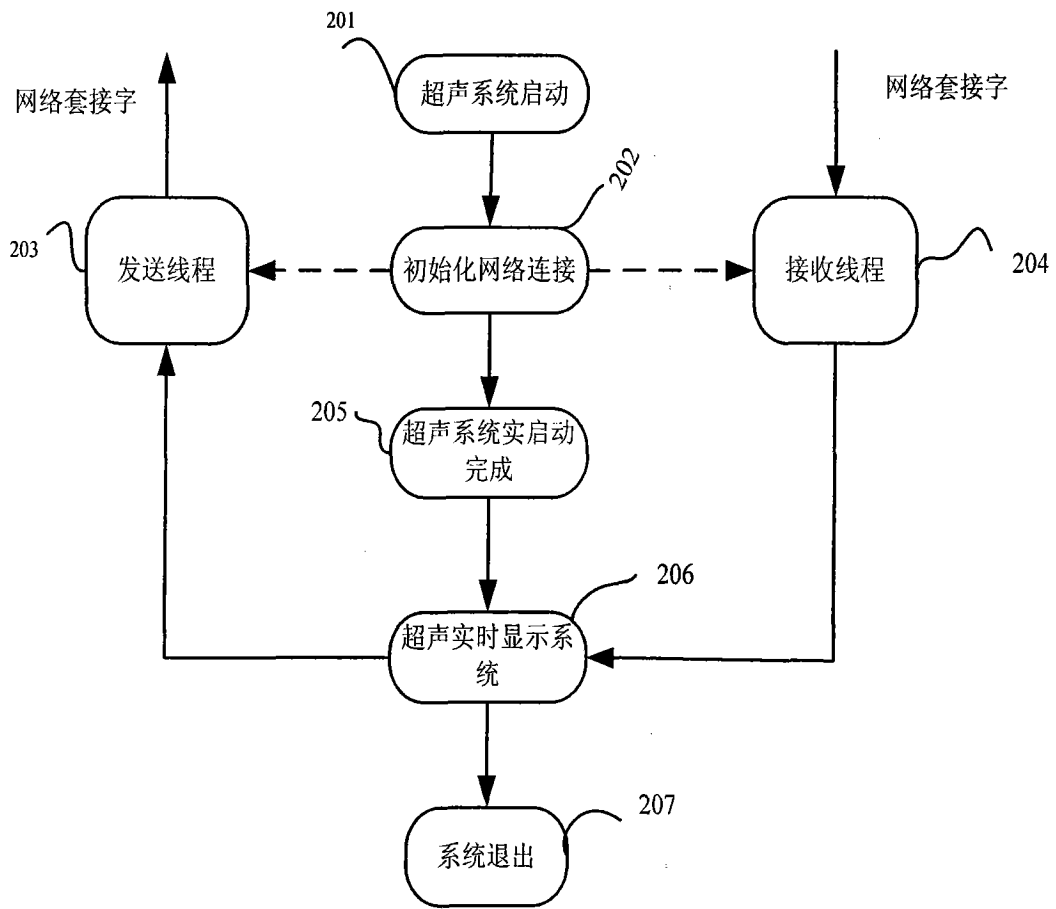 201
超声系统启动
网络套接字
网络套接字
202
203
发送线程
初始化网络连接
接收线程
204
205
超声系统实启动
完成
206
超声实时显示系
统
207
系统退出